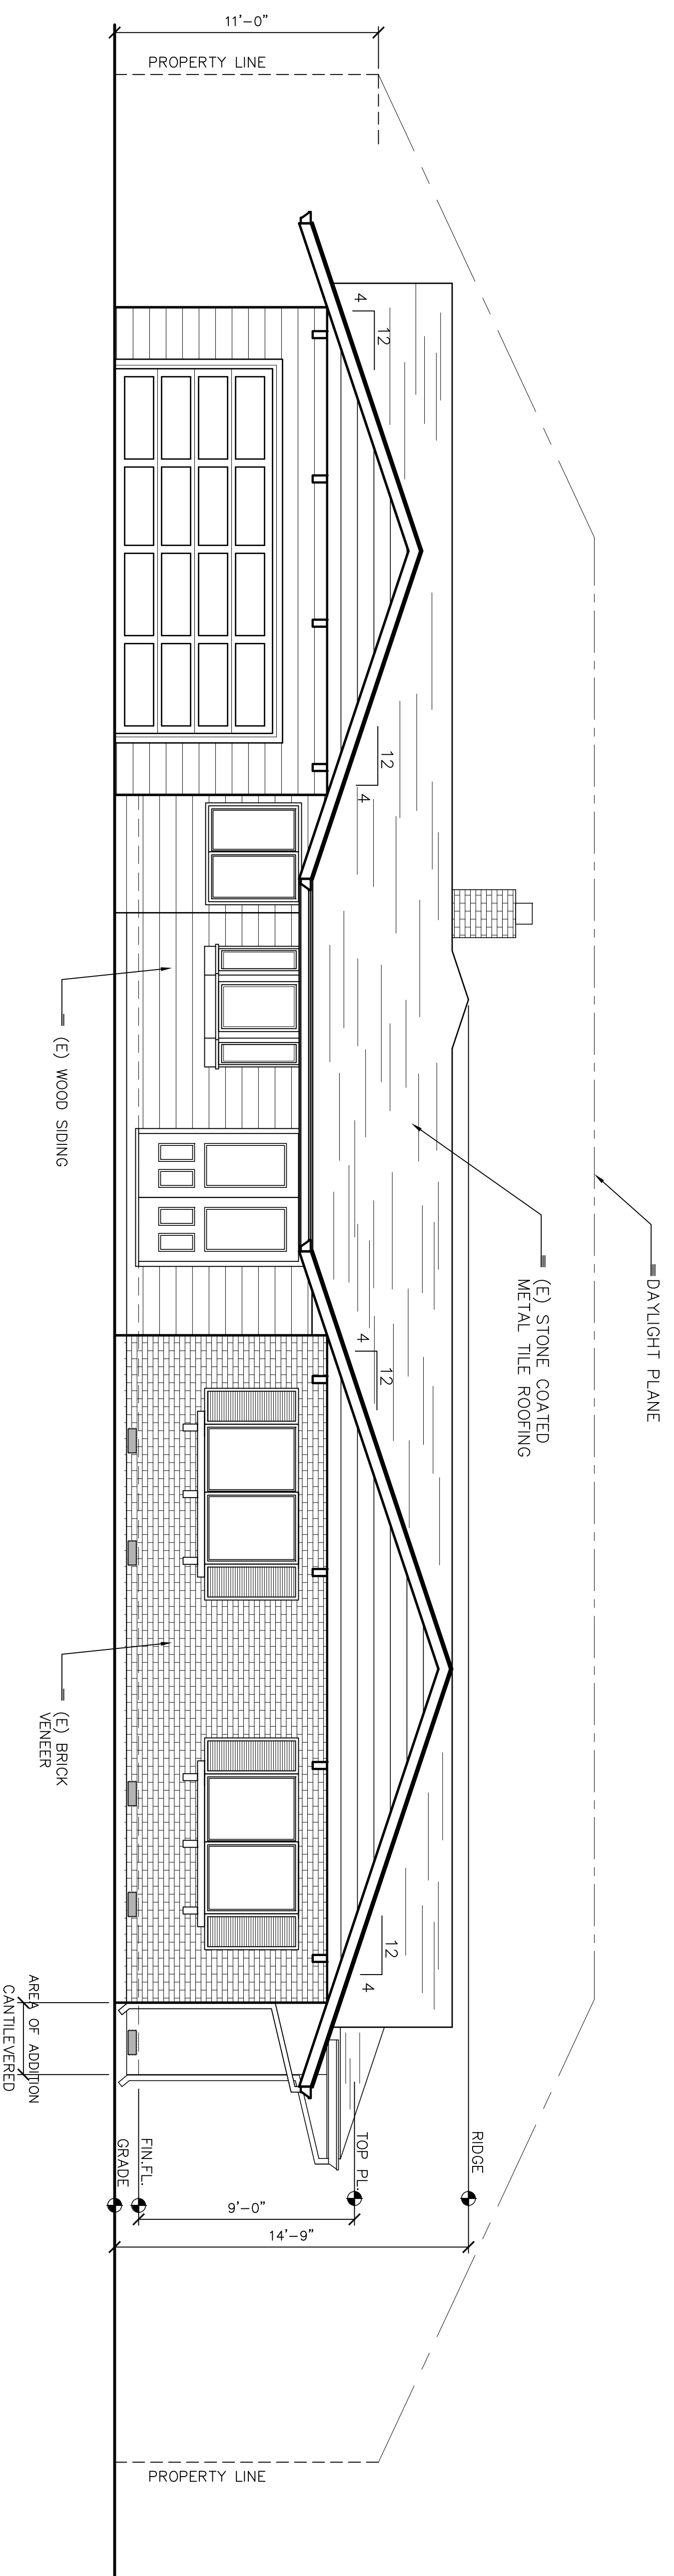 11'-0"
PROPERTY LINE
4
12
12
4
(E) WOOD SIDING
DAYLIGHT PLANE
(E) STONE COATED
METAL TILE ROOFING
4
12
(E) BRICK
VENEER
12
4
AREA OF ADDITION
CANTILEVERED
RIDGE
TOP PL.
FIN.FL.
GRADE
9'-0"
14'-9"
PROPERTY LINE